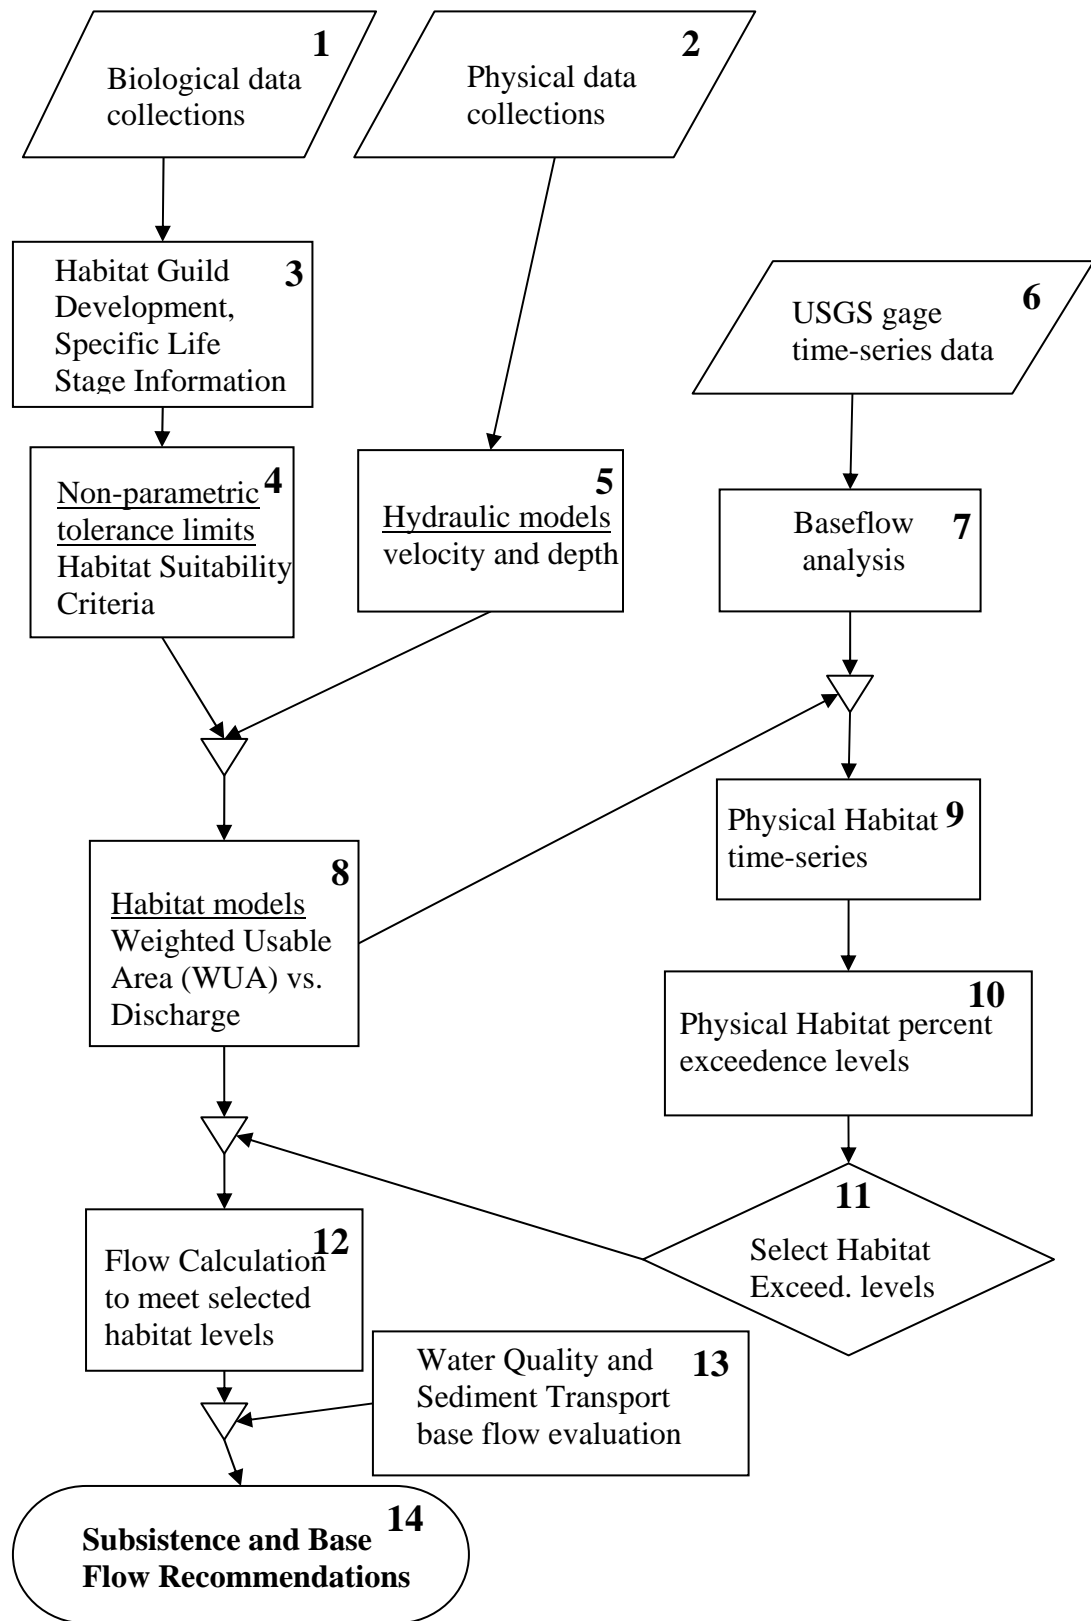 1
Biological data
collections
2
Physical data
collections
3
Habitat Guild
Development,
Specific Life
Stage Information
6
USGS gage
time-series data
4
Non-parametric
tolerance limits
Habitat Suitability
Criteria
5
Hydraulic models
velocity and depth
7
Baseflow
analysis
9
Physical Habitat
time-series
8
Habitat models
Weighted Usable
Area (WUA) vs.
Discharge
10
Physical Habitat percent
exceedence levels
11
Select Habitat
Exceed. levels
12
Flow Calculation
to meet selected
habitat levels
13
Water Quality and
Sediment Transport
base flow evaluation
14
Subsistence and Base
Flow Recommendations